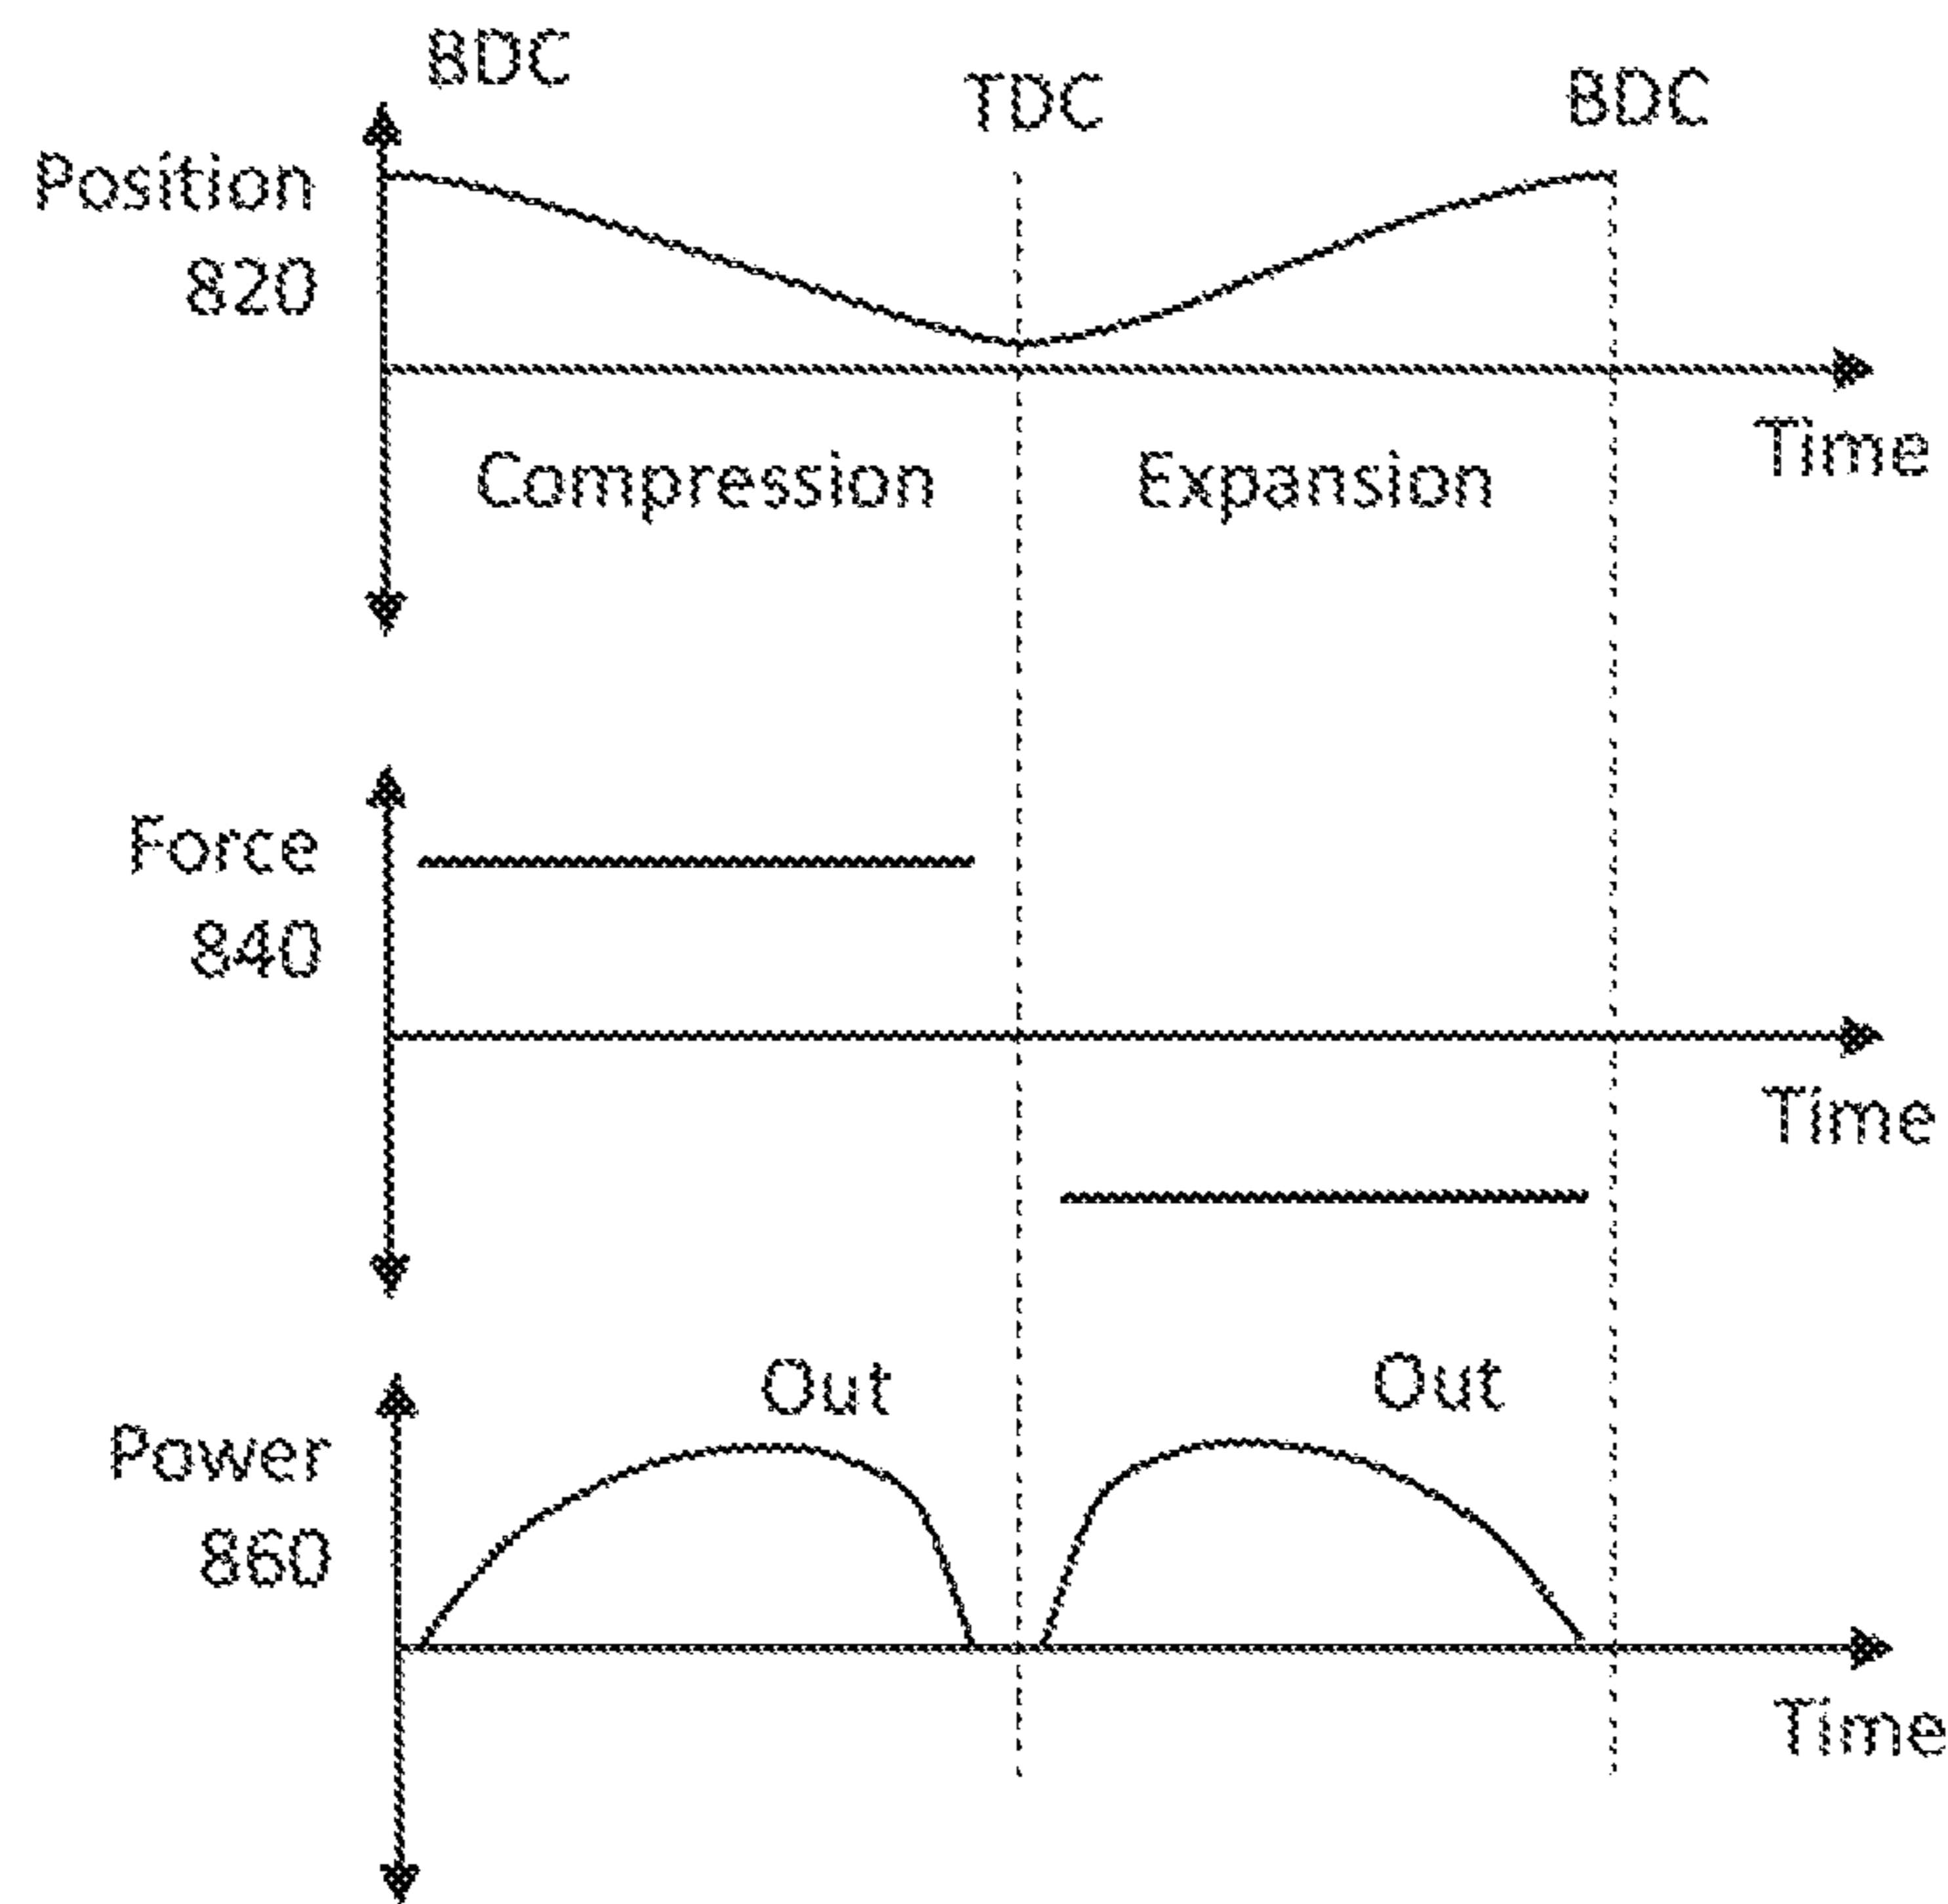 BDC
TDC
BDC
Position
820
Time
Compression
Expansion
Force
840
Time
Out
Out
Power
860
Time